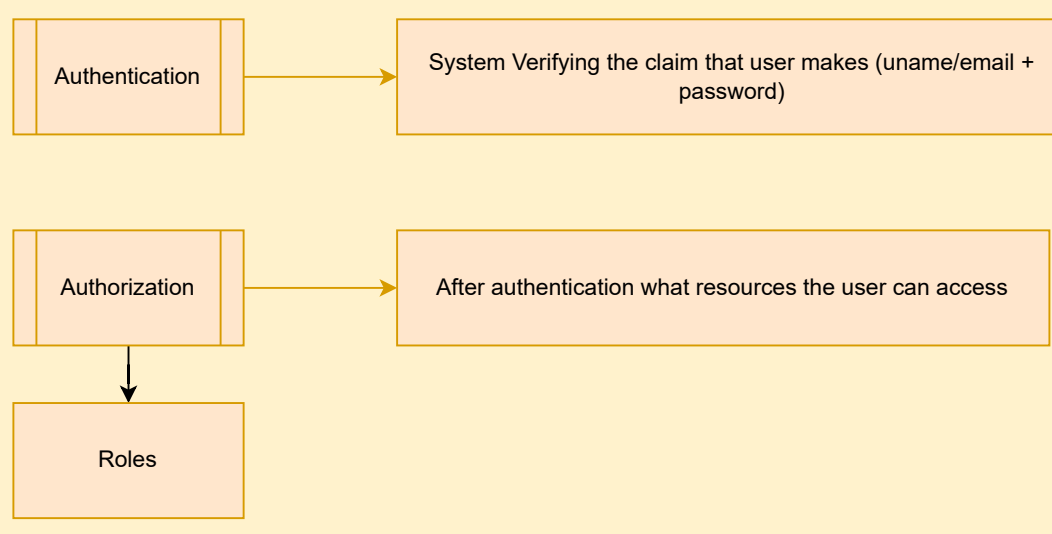 Authentication
System Verifying the claim that user makes (uname/email +
password)
Authorization
After authentication what resources the user can access
Roles